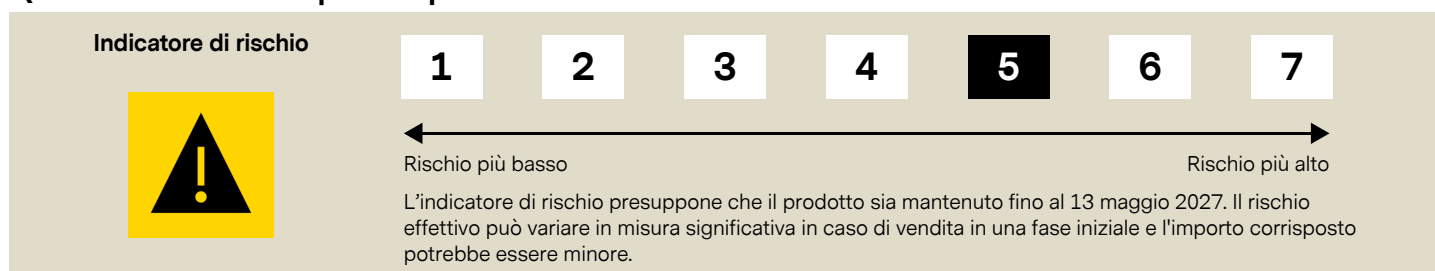 Indicatore di rischio
1 2 3 4 5 6 7
Rischio più basso Rischio più alto
L'indicatore di rischio presuppone che il prodotto sia mantenuto fino al 13 maggio 2027. Il rischio
effettivo può variare in misura significativa in caso di vendita in una fase iniziale e l'importo corrisposto
potrebbe essere minore.